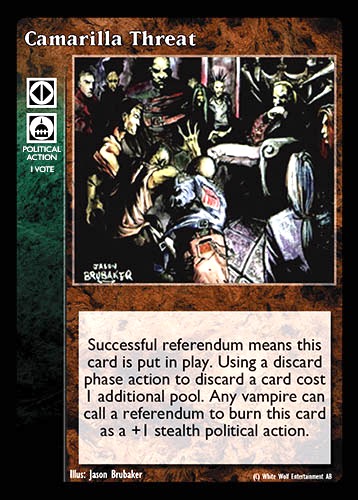 Camarilla Threat
POLITICAL
ACTION
1 VOTE
JASON
BRUBAKER
Successful referendum means this
card is put in play. Using a discard
phase action to discard a card cost
1 additional pool. Any vampire can
call a referendum to burn this card
as a +1 stealth political action.
Illus: Jason Brubaker
(C) White Wolf Entertainment AB